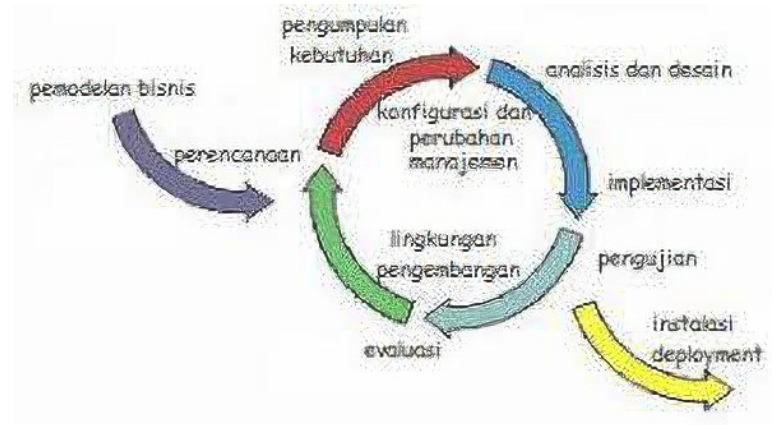 pengumpulan
kebutuhan
pemodelan bisnis
analisis dan desain
konfigurasi dan
perubahan
manajemen
perencanaan
implementasi
lingkungan
pengembangan
pengujian
instalasi
deployment
evaluasi